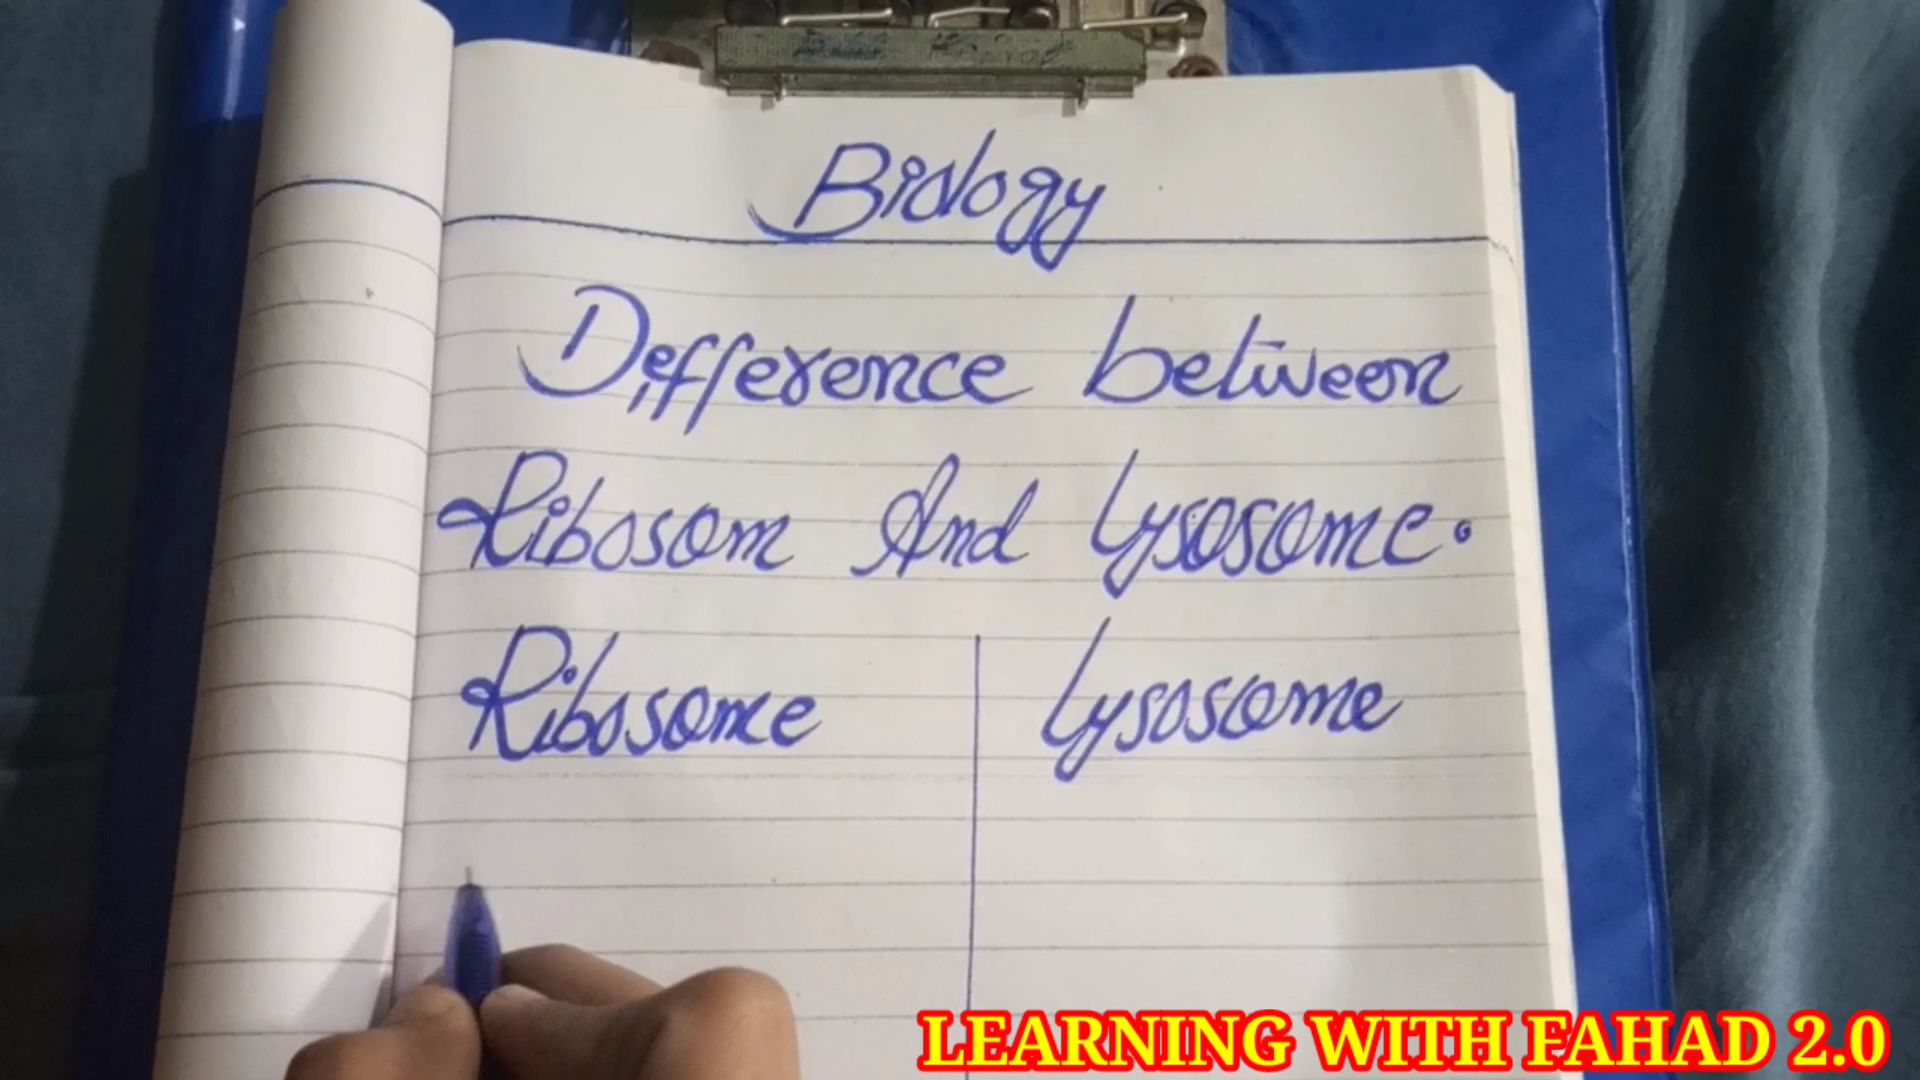 Biology
Difference between
Ribosom And Lysosome.
Ribosome Lysosome
LEARNING WITH FAHAD 2.0